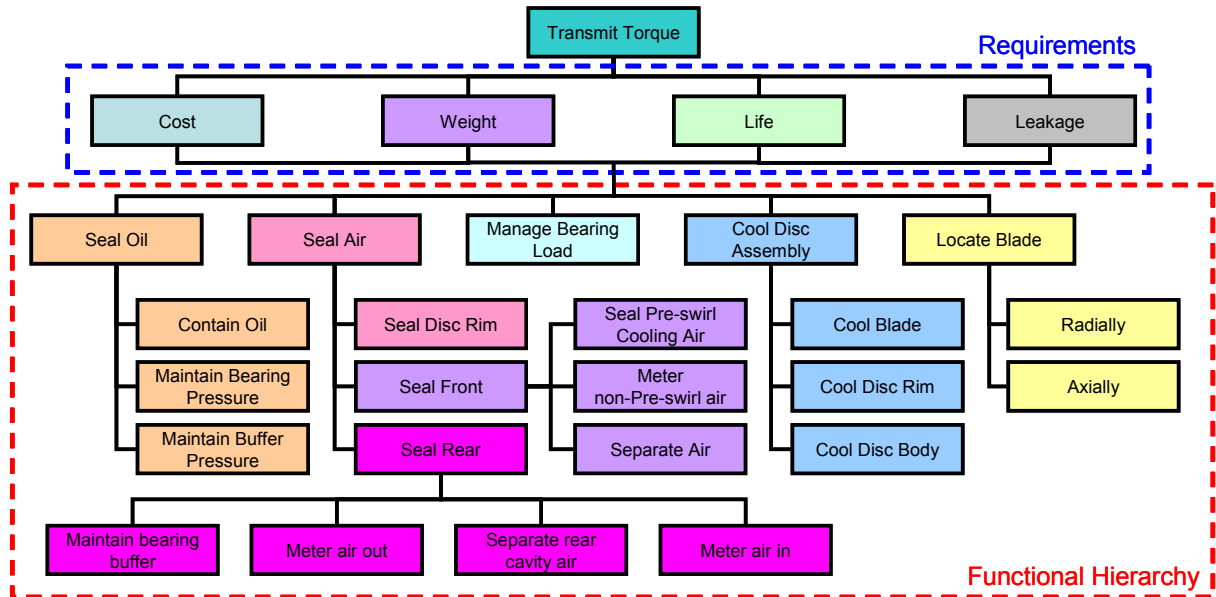 Transmit Torque
Requirements
Cost
Weight
Life
Leakage
Seal Oil
Seal Air
Manage Bearing
Load
Cool Disc
Assembly
Locate Blade
Contain Oil
Seal Disc Rim
Seal Pre-swirl
Cooling Air
Cool Blade
Radially
Maintain Bearing
Pressure
Seal Front
Meter
non-Pre-swirl air
Cool Disc Rim
Axially
Maintain Buffer
Pressure
Seal Rear
Separate Air
Cool Disc Body
Maintain bearing
buffer
Meter air out
Separate rear
cavity air
Meter air in
Functional Hierarchy